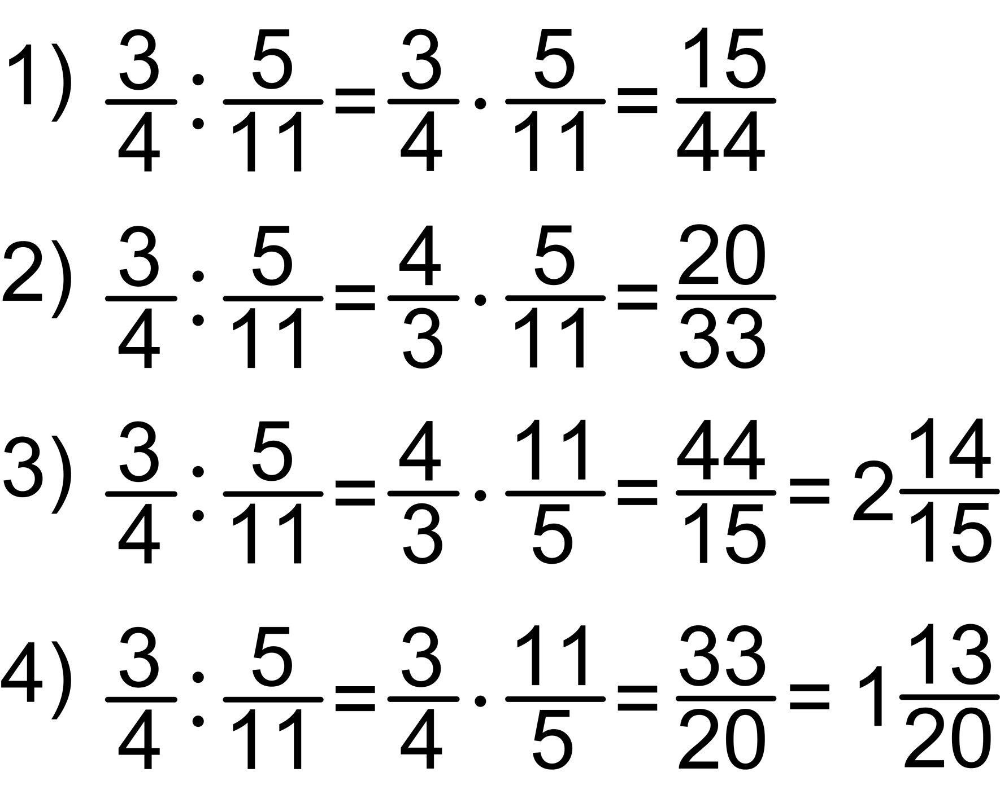 1) 3/4 : 5/11 = 3/4 · 5/11 = 15/44
2) 3/4 : 5/11 = 4/3 · 5/11 = 20/33
3) 3/4 : 5/11 = 4/3 · 11/5 = 44/15 = 2 14/15
4) 3/4 : 5/11 = 3/4 · 11/5 = 33/20 = 1 13/20